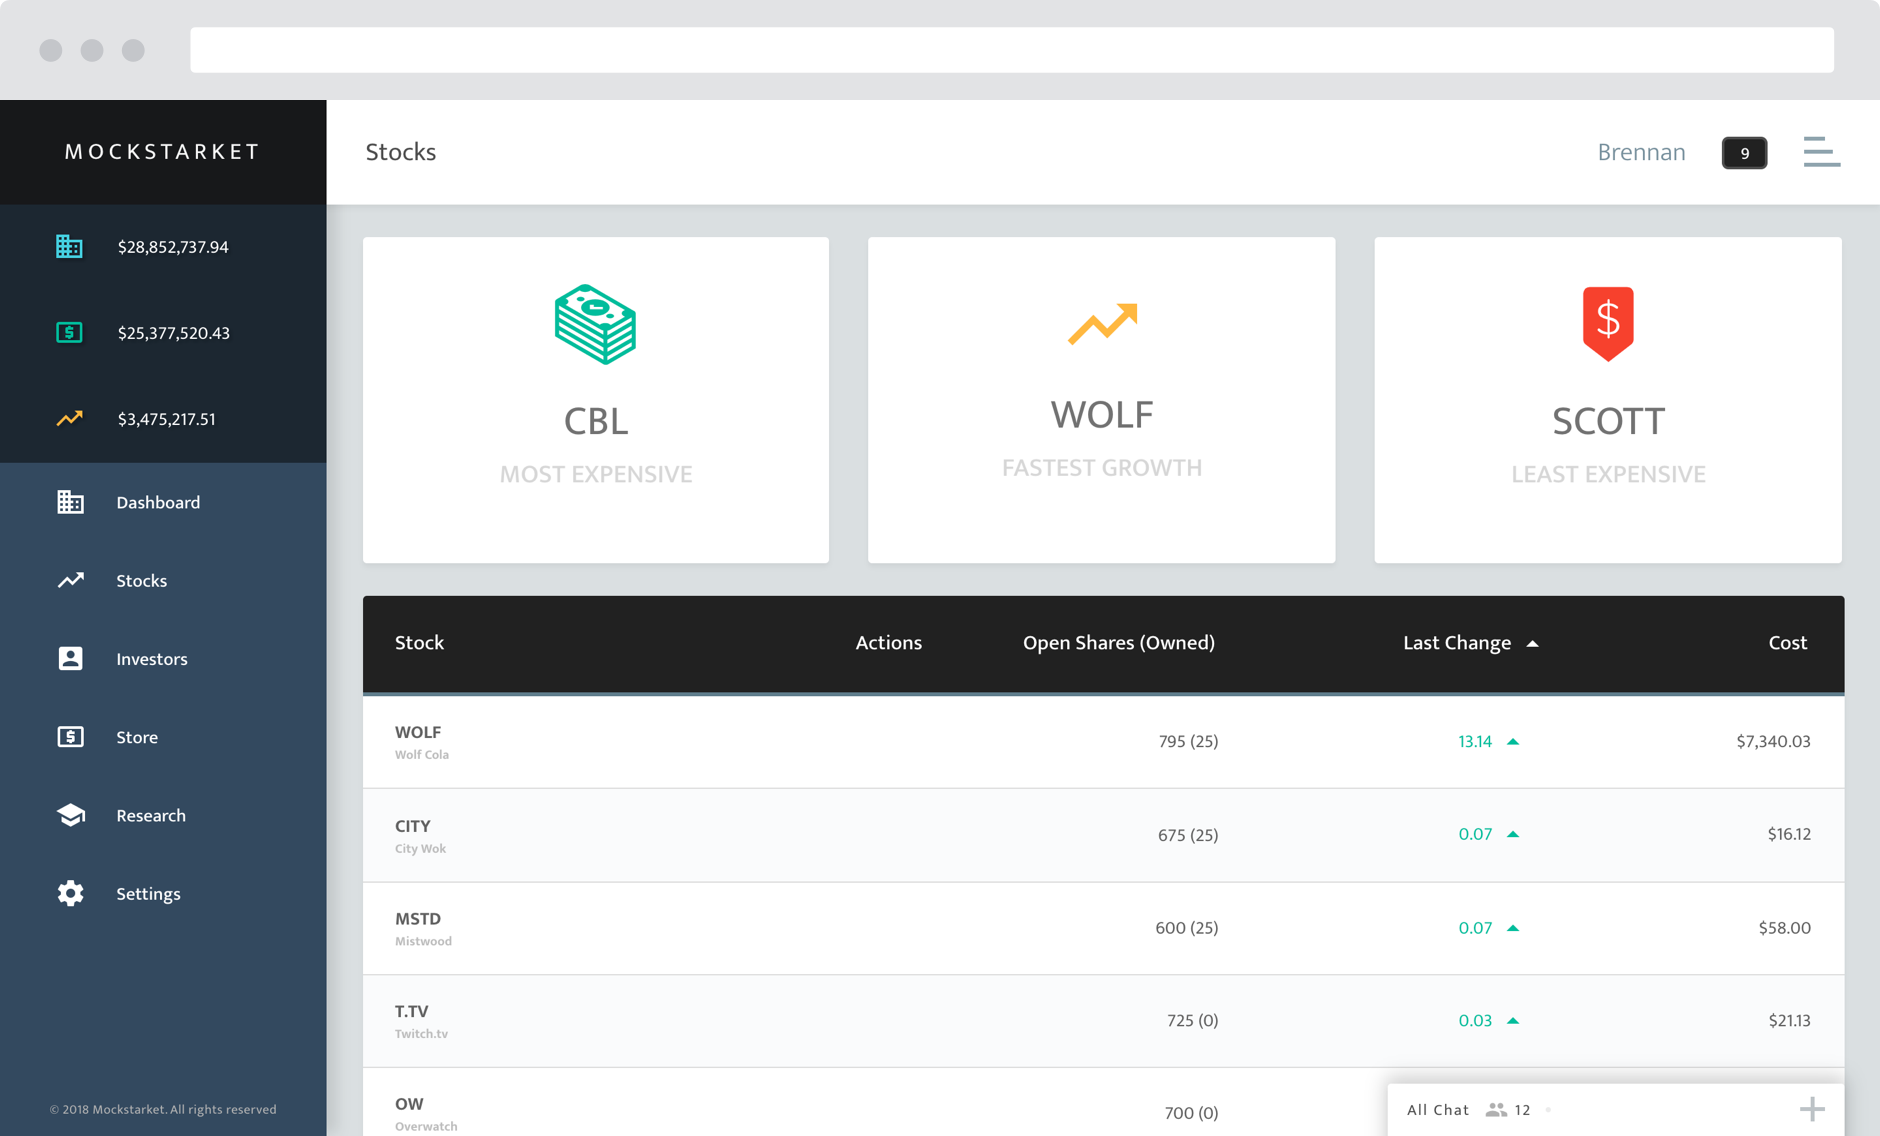 MOCKSTARKET
Stocks
Brennan
9
$28,852,737.94
$25,377,520.43
$3,475,217.51
Dashboard
Stocks
Investors
Store
Research
Settings
© 2018 Mockstarket. All rights reserved
$
CBL
MOST EXPENSIVE
WOLF
FASTEST GROWTH
SCOTT
LEAST EXPENSIVE
Stock Actions Open Shares (Owned) Last Change Cost
WOLF
Wolf Cola
795 (25) 13.14 $7,340.03
CITY
City Wok
675 (25) 0.07 $16.12
MSTD
Mistwood
600 (25) 0.07 $58.00
T.TV
Twitch.tv
725 (0) 0.03 $21.13
OW
Overwatch
700 (0)
All Chat 12